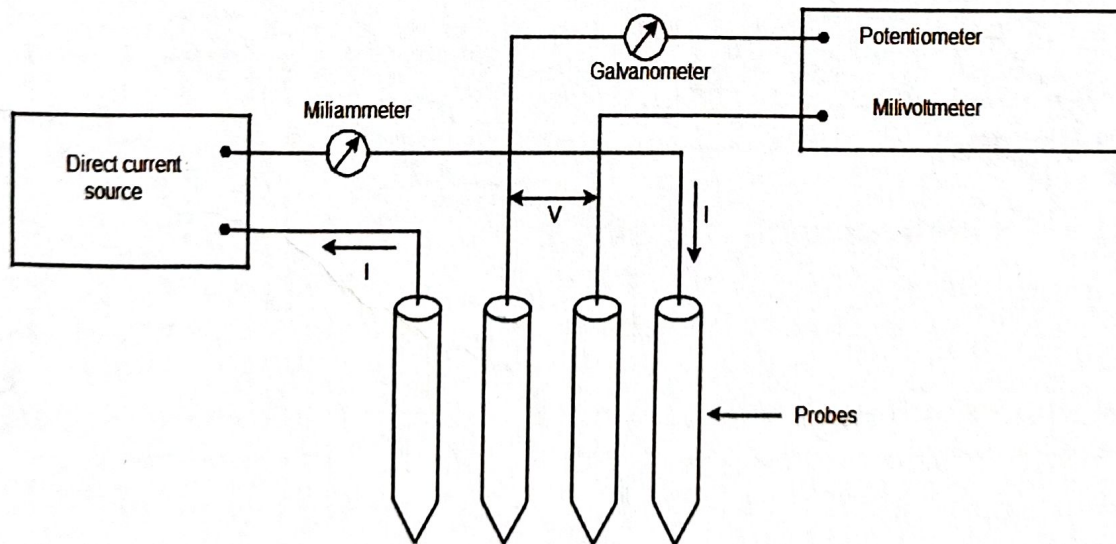 Potentiometer
Galvanometer
Milivoltmeter
Miliammeter
Direct current
source
V
I
I
Probes